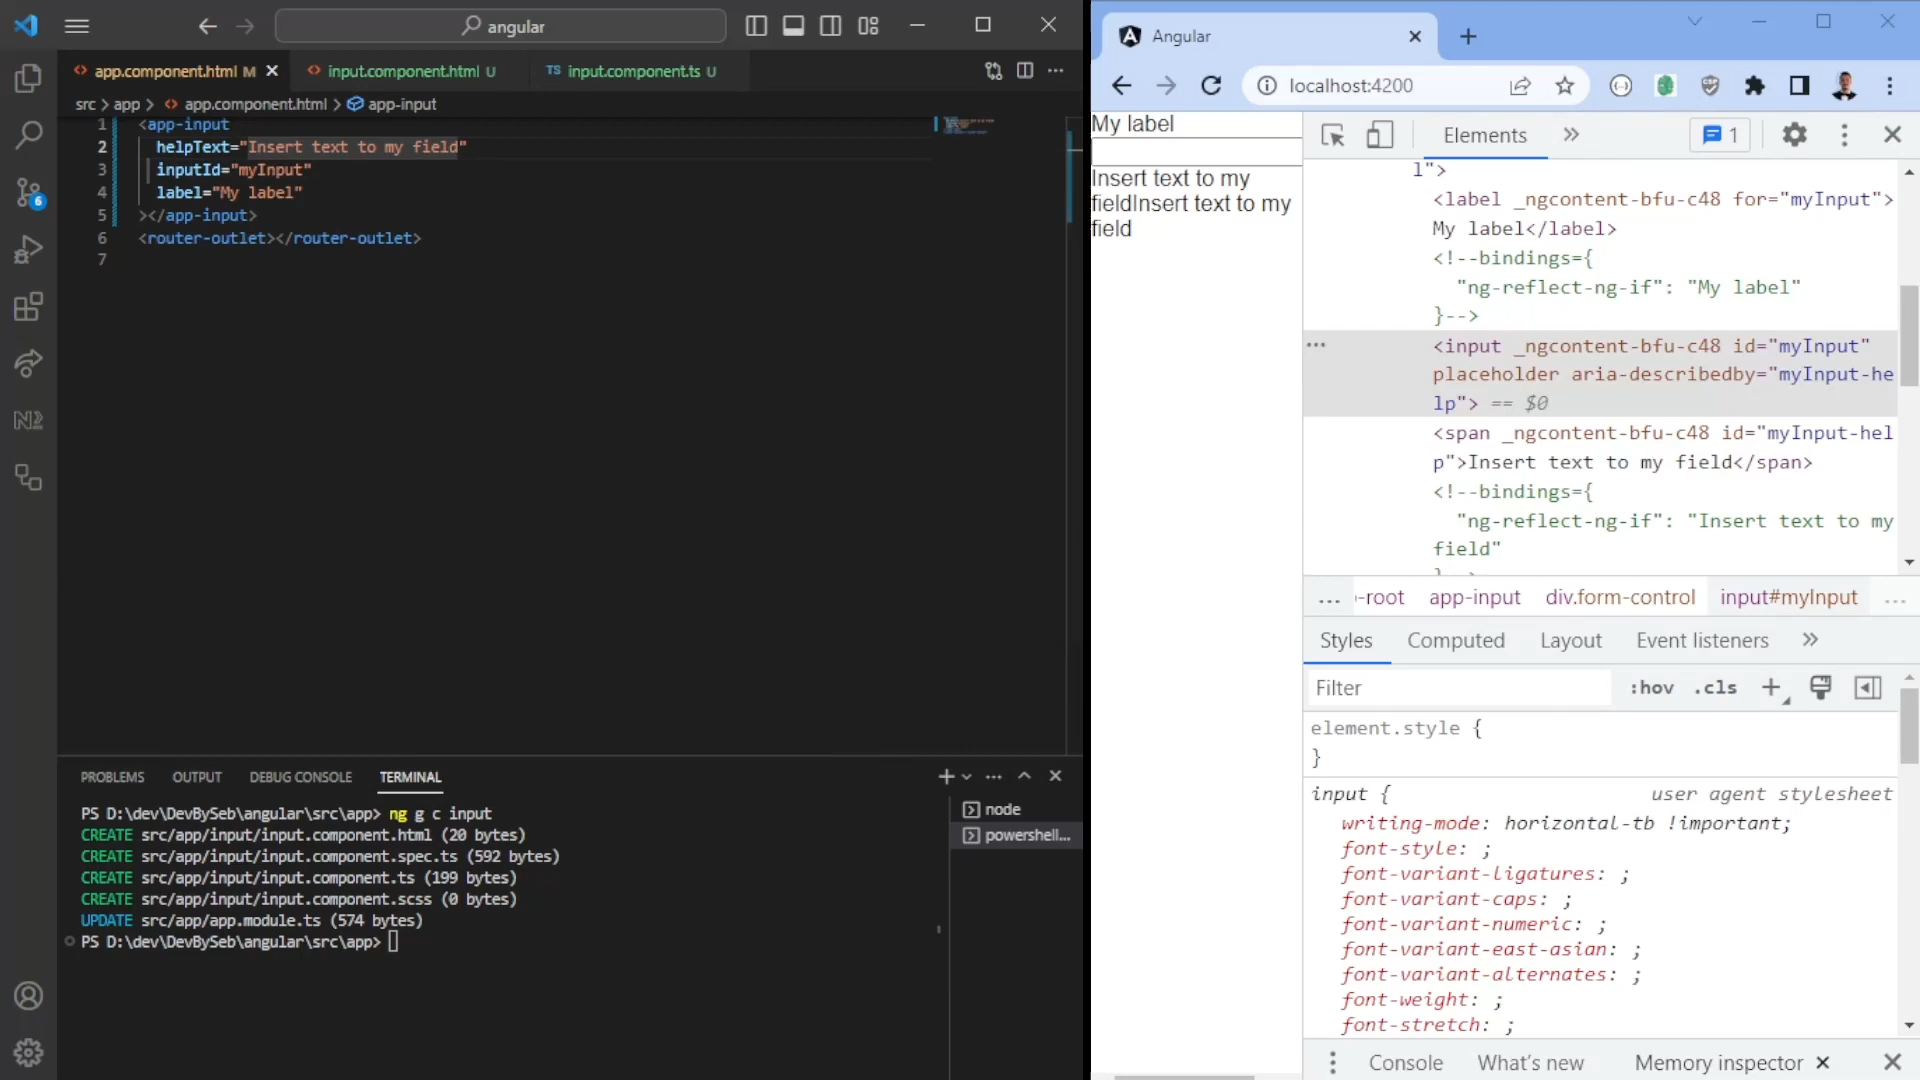 angular
app.component.html M
input.component.html U
TS input.component.ts U
src > app > app.component.html > app-input
1 <app-input
2 helpText="Insert text to my field"
3 inputId="myInput"
4 label="My label"
5 ></app-input>
6 <router-outlet></router-outlet>
7
6
PROBLEMS OUTPUT DEBUG CONSOLE TERMINAL
PS D:\dev\DevBySeb\angular\src\app> ng g c input
CREATE src/app/input/input.component.html (20 bytes)
CREATE src/app/input/input.component.spec.ts (592 bytes)
CREATE src/app/input/input.component.ts (199 bytes)
CREATE src/app/input/input.component.scss (0 bytes)
UPDATE src/app/app.module.ts (574 bytes)
PS D:\dev\DevBySeb\angular\src\app>
node
powershell...
Angular
localhost:4200
My label
Insert text to my
fieldInsert text to my
field
Elements
1
l">
<label _ngcontent-bfu-c48 for="myInput">
My label</label>
<!--bindings={
"ng-reflect-ng-if": "My label"
}-->
<input _ngcontent-bfu-c48 id="myInput"
placeholder aria-describedby="myInput-he
lp"> == $0
<span _ngcontent-bfu-c48 id="myInput-hel
p">Insert text to my field</span>
<!--bindings={
"ng-reflect-ng-if": "Insert text to my
field"
... -root app-input div.form-control input#myInput ...
Styles Computed Layout Event listeners
Filter :hov .cls
element.style {
}
input { user agent stylesheet
writing-mode: horizontal-tb !important;
font-style: ;
font-variant-ligatures: ;
font-variant-caps: ;
font-variant-numeric: ;
font-variant-east-asian: ;
font-variant-alternates: ;
font-weight: ;
font-stretch: ;
Console What's new Memory inspector